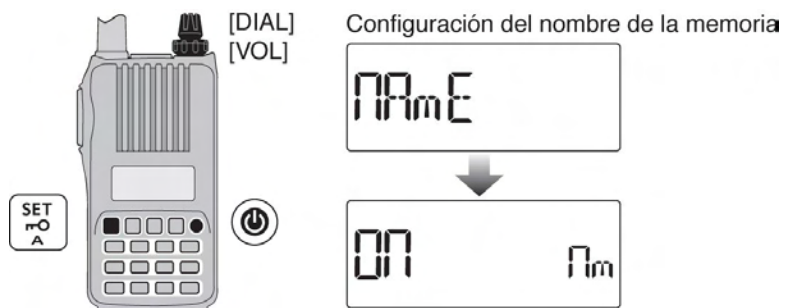 [DIAL]
[VOL]
Configuración del nombre de la memoria
NAmE
SET
A
ON Nm